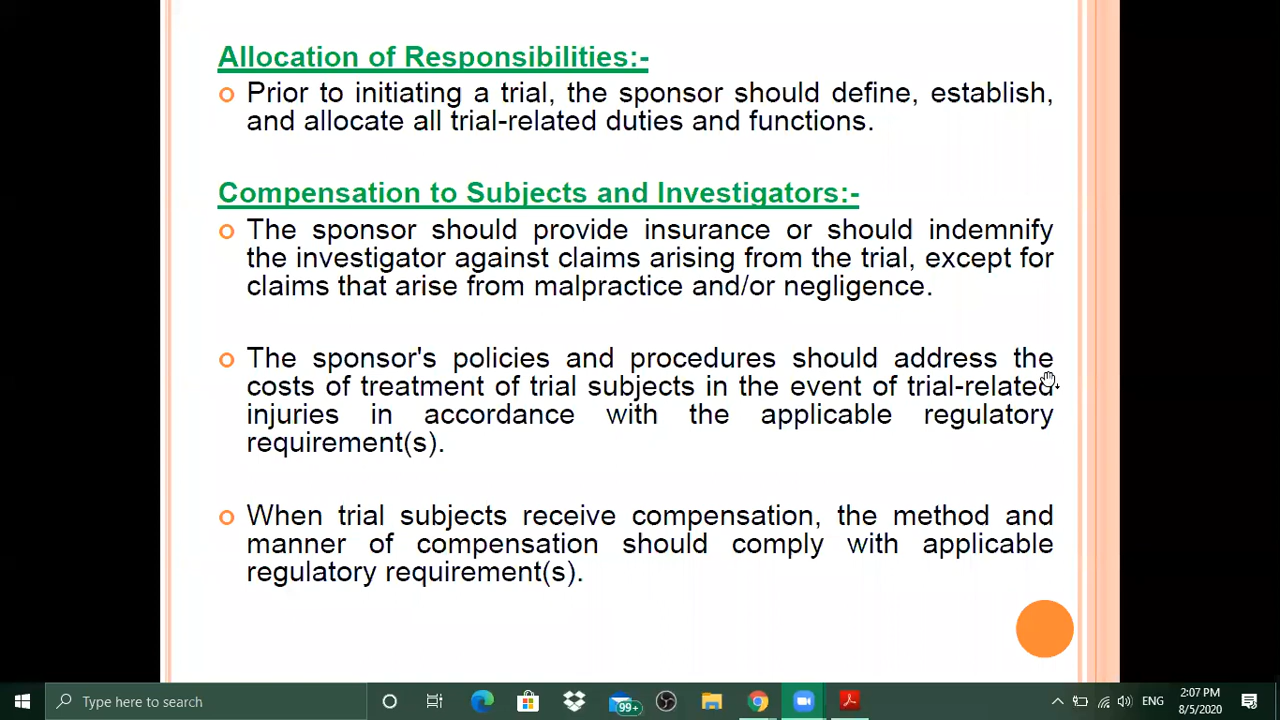 Allocation of Responsibilities:-
Prior to initiating a trial, the sponsor should define, establish,
and allocate all trial-related duties and functions.
Compensation to Subjects and Investigators:-
The sponsor should provide insurance or should indemnify
the investigator against claims arising from the trial, except for
claims that arise from malpractice and/or negligence.
The sponsor's policies and procedures should address the
costs of treatment of trial subjects in the event of trial-related
injuries in accordance with the applicable regulatory
requirement(s).
When trial subjects receive compensation, the method and
manner of compensation should comply with applicable
regulatory requirement(s).
Type here to search
99+
ENG
2:07 PM
8/5/2020